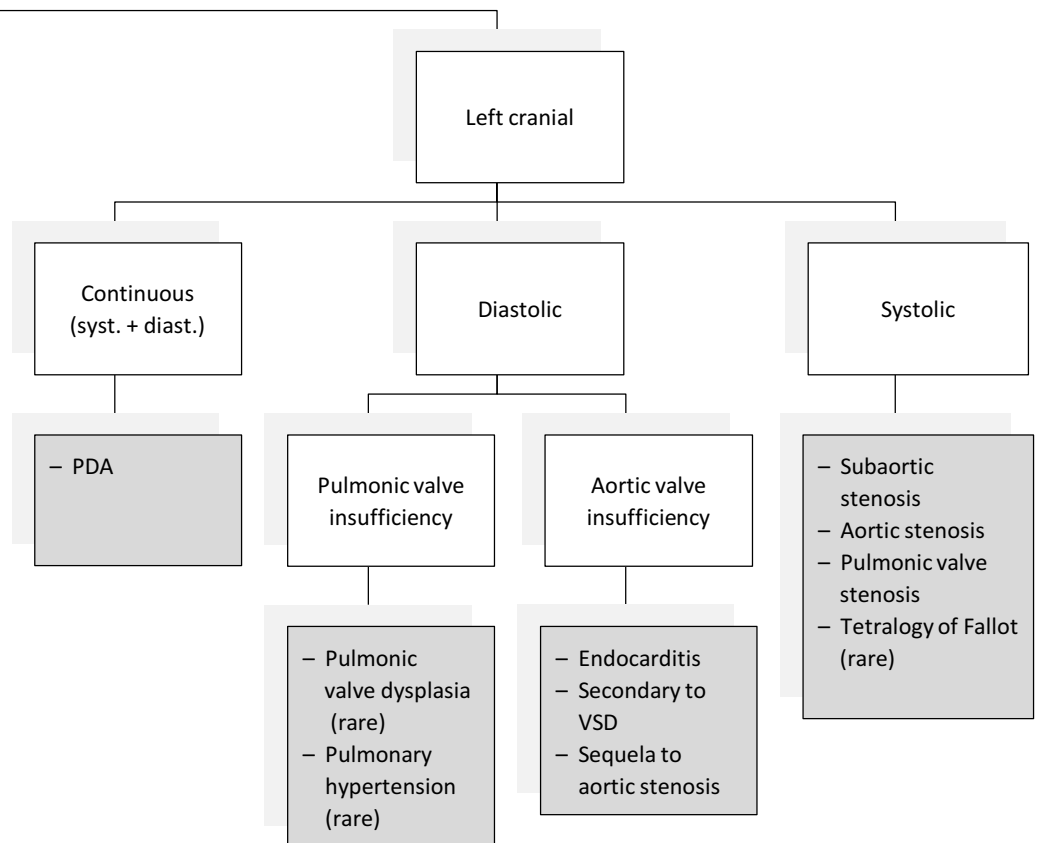 Left cranial
Continuous
(syst. + diast.)
Diastolic
Systolic
– PDA
Pulmonic valve
insufficiency
Aortic valve
insufficiency
– Subaortic
stenosis
– Aortic stenosis
– Pulmonic valve
stenosis
– Tetralogy of Fallot
(rare)
– Pulmonic
valve dysplasia
(rare)
– Pulmonary
hypertension
(rare)
– Endocarditis
– Secondary to
VSD
– Sequela to
aortic stenosis